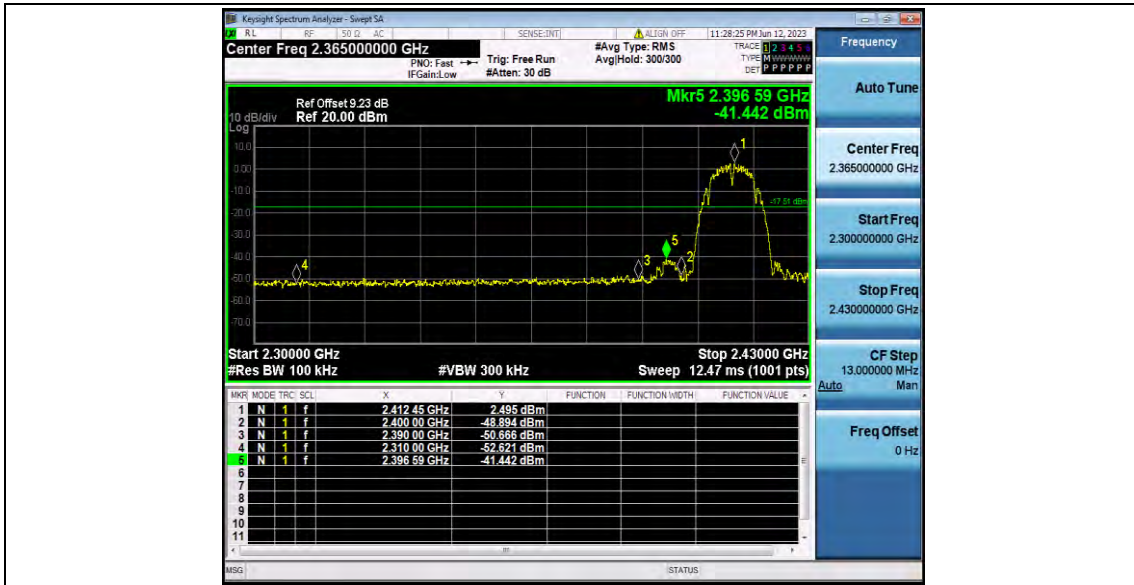 Keysight Spectrum Analyzer - Swept SA
RL RF 50 Ω AC SENSE:INT ALIGN OFF 11:28:25 PM Jun 12, 2023
Center Freq 2.365000000 GHz
PNO: Fast
IFGain:Low
Trig: Free Run
#Atten: 30 dB
#Avg Type: RMS
Avg|Hold: 300/300
TRACE 1 2 3 4 5 6
TYPE M W W W W W
DET P P P P P P
Frequency
Auto Tune
Center Freq
2.365000000 GHz
Start Freq
2.300000000 GHz
Stop Freq
2.430000000 GHz
CF Step
13.000000 MHz
Auto Man
Freq Offset
0 Hz
Mkr5 2.396 59 GHz
-41.442 dBm
Ref Offset 9.23 dB
10 dB/div Ref 20.00 dBm
Log
10.0
0.00
-10.0
-20.0
-30.0
-40.0
-50.0
-60.0
-70.0
1
-17.51 dBm
5
3
2
4
Start 2.30000 GHz Stop 2.43000 GHz
#Res BW 100 kHz #VBW 300 kHz Sweep 12.47 ms (1001 pts)
MKR MODE TRC SCL X Y FUNCTION FUNCTION WIDTH FUNCTION VALUE
1 N 1 f 2.412 45 GHz 2.495 dBm
2 N 1 f 2.400 00 GHz -48.894 dBm
3 N 1 f 2.390 00 GHz -50.666 dBm
4 N 1 f 2.310 00 GHz -52.621 dBm
5 N 1 f 2.396 59 GHz -41.442 dBm
6
7
8
9
10
11
MSG STATUS